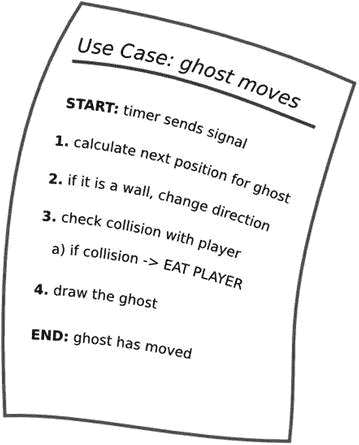 Use Case: ghost moves
START: timer sends signal
1. calculate next position for ghost
2. if it is a wall, change direction
3. check collision with player
a) if collision -> EAT PLAYER
4. draw the ghost
END: ghost has moved